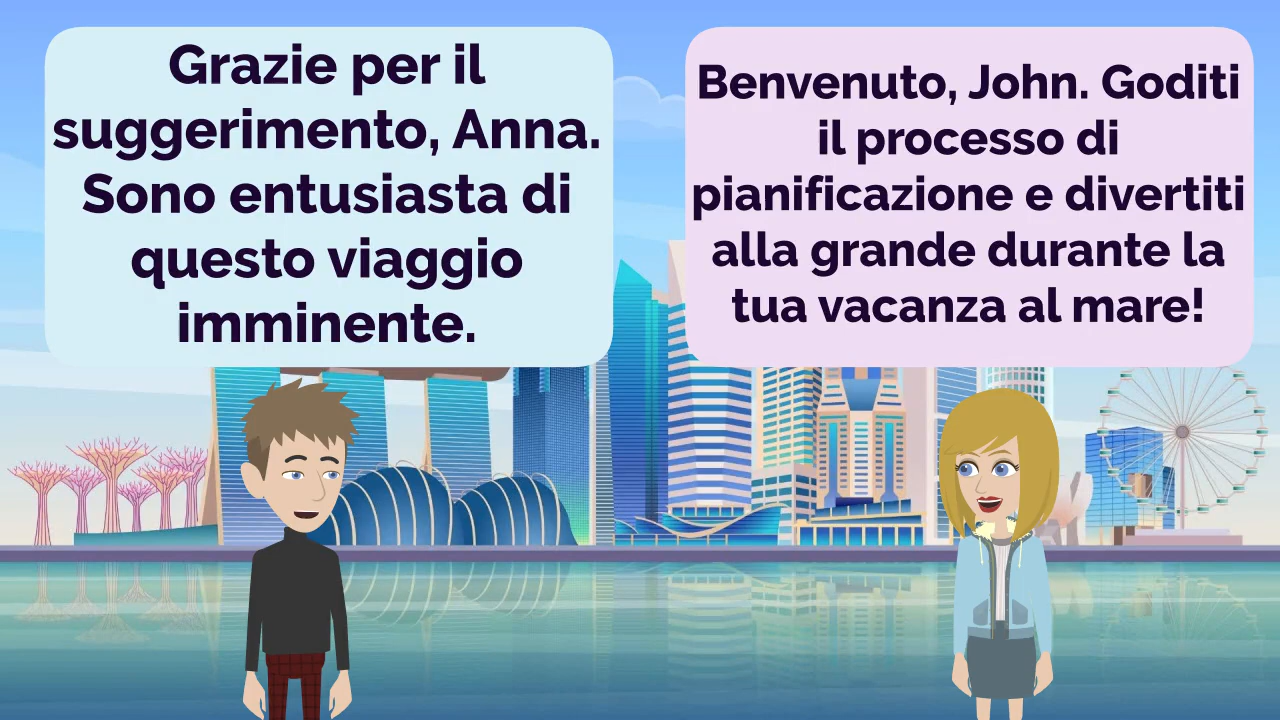 Grazie per il
suggerimento, Anna.
Sono entusiasta di
questo viaggio
imminente.
Benvenuto, John. Goditi
il processo di
pianificazione e divertiti
alla grande durante la
tua vacanza al mare!